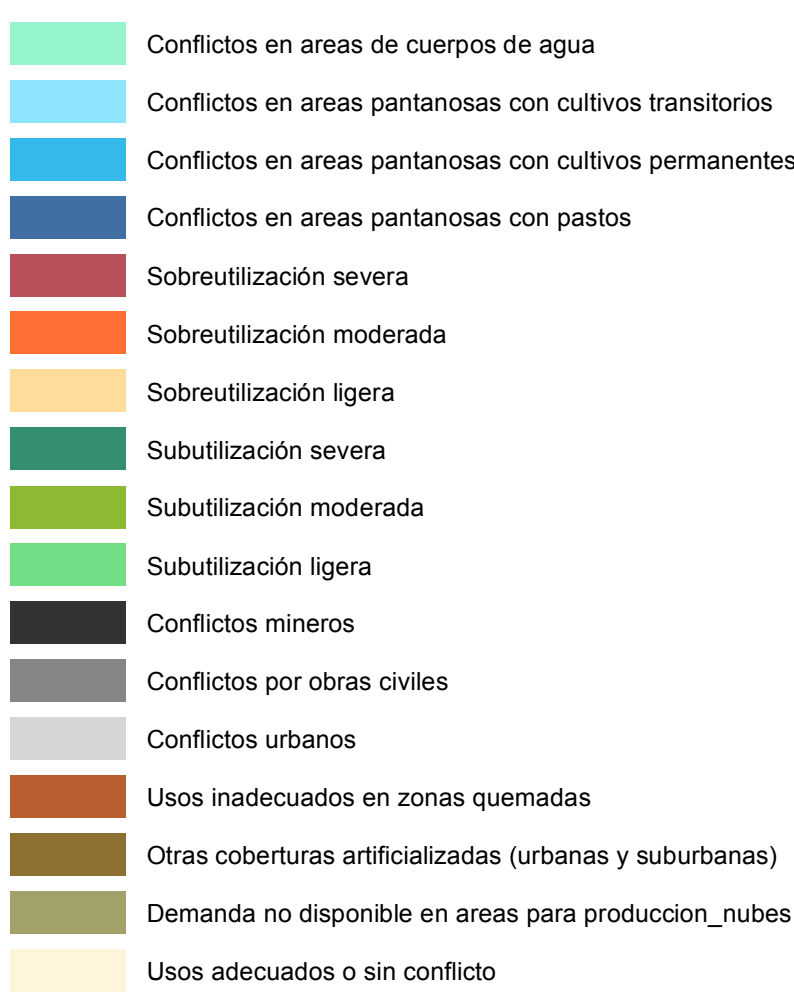 Conflictos en areas de cuerpos de agua
Conflictos en areas pantanosas con cultivos transitorios
Conflictos en areas pantanosas con cultivos permanentes
Conflictos en areas pantanosas con pastos
Sobreutilización severa
Sobreutilización moderada
Sobreutilización ligera
Subutilización severa
Subutilización moderada
Subutilización ligera
Conflictos mineros
Conflictos por obras civiles
Conflictos urbanos
Usos inadecuados en zonas quemadas
Otras coberturas artificializadas (urbanas y suburbanas)
Demanda no disponible en areas para produccion_nubes
Usos adecuados o sin conflicto